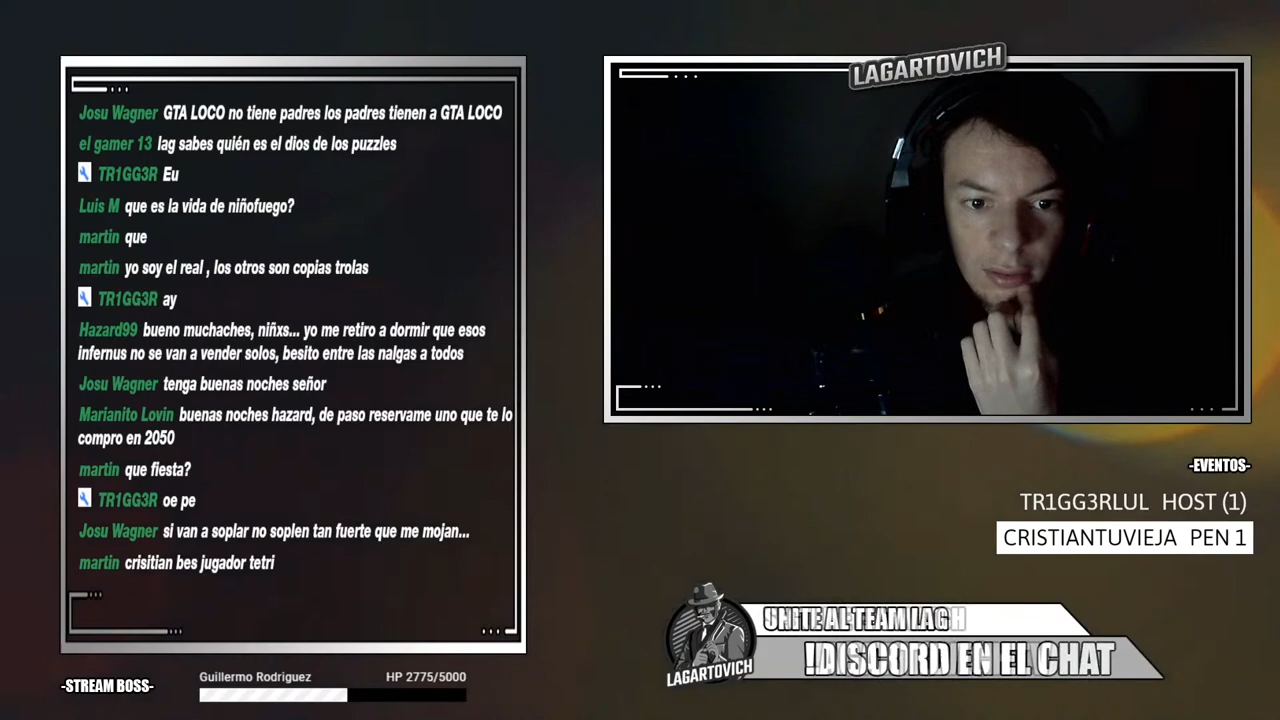 Josu Wagner GTA LOCO no tiene padres los padres tienen a GTA LOCO
el gamer 13 lag sabes quién es el dios de los puzzles
TR1GG3R Eu
Luis M que es la vida de niñofuego?
martin que
martin yo soy el real , los otros son copias trolas
TR1GG3R ay
Hazard99 bueno muchaches, niñxs... yo me retiro a dormir que esos
infernus no se van a vender solos, besito entre las nalgas a todos
Josu Wagner tenga buenas noches señor
Marianito Lovin buenas noches hazard, de paso reservame uno que te lo
compro en 2050
martin que fiesta?
TR1GG3R oe pe
Josu Wagner si van a soplar no soplen tan fuerte que me mojan...
martin crisitian bes jugador tetri
-STREAM BOSS-
Guillermo Rodriguez HP 2775/5000
LAGARTOVICH
-EVENTOS-
TR1GG3RLUL HOST (1)
CRISTIANTUVIEJA PEN 1
UNITE AL TEAM LAG
!DISCORD EN EL CHAT
LAGARTOVICH